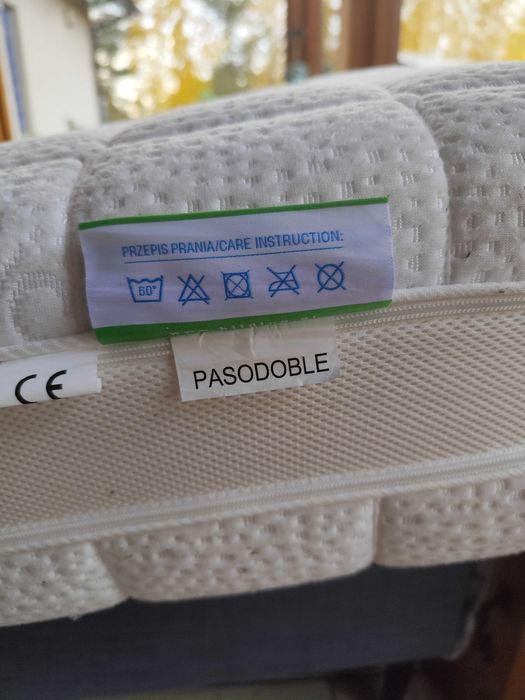 PRZEPIS PRANIA/CARE INSTRUCTION:
60°
CE
PASODOBLE